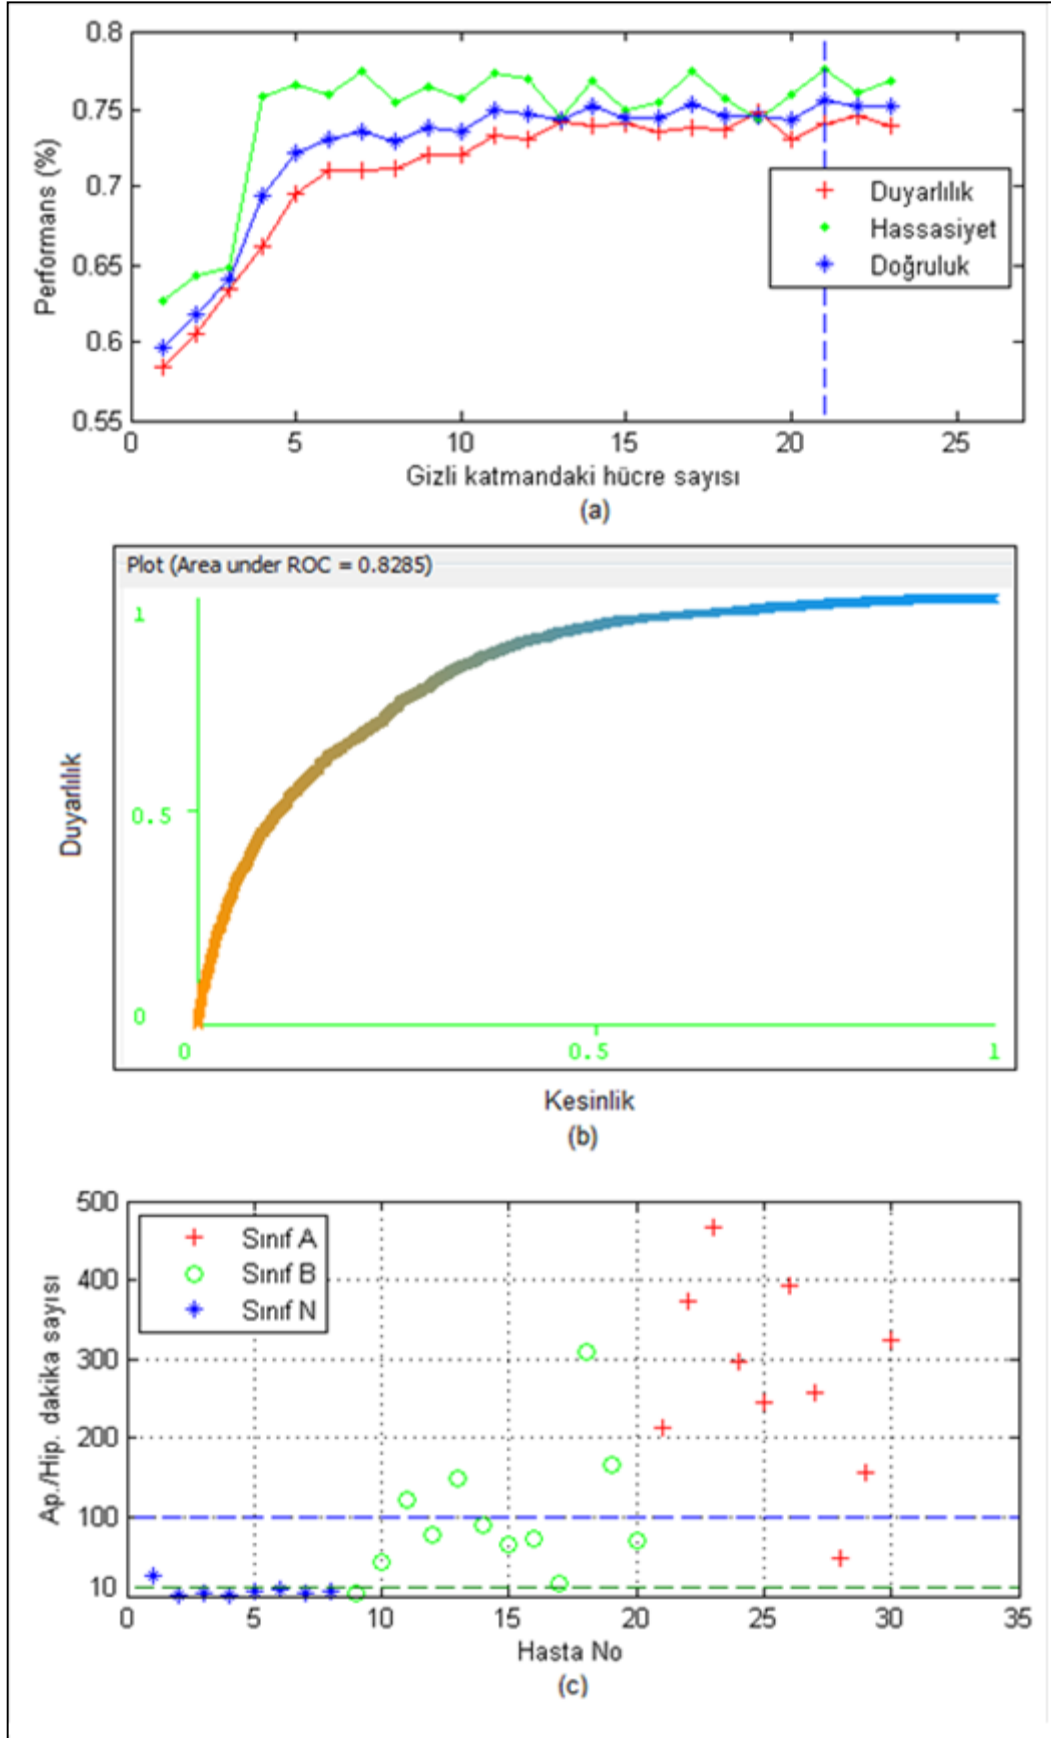 0.8
0.75
0.7
0.65
0.6
0.55
Performans (%)
Duyarlılık
Hassasiyet
Doğruluk
0 5 10 15 20 25
Gizli katmandaki hücre sayısı
(a)
Plot (Area under ROC = 0.8285)
1
0.5
0
Duyarlılık
0 0.5 1
Kesinlik
(b)
500
400
300
200
100
10
Ap./Hip. dakika sayısı
Sınıf A
Sınıf B
Sınıf N
0 5 10 15 20 25 30 35
Hasta No
(c)